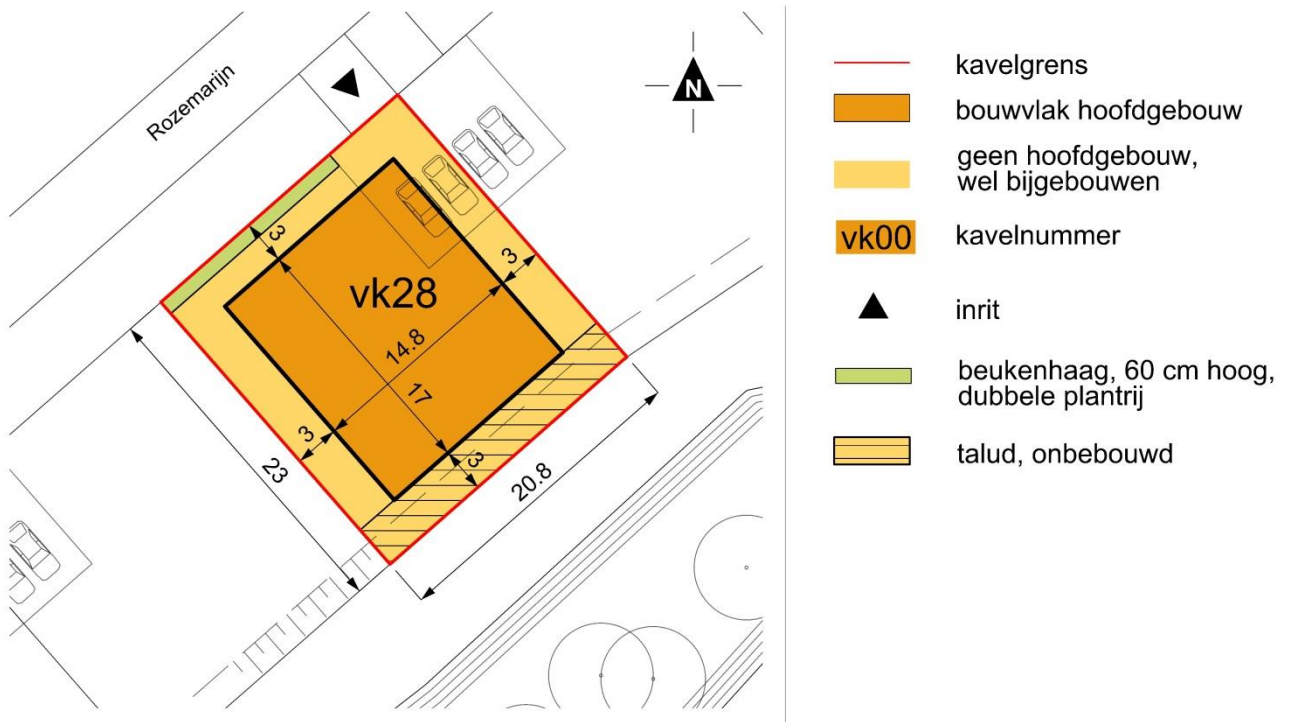 Rozemarijn
N
3
vk28
3
14.8
17
3
3
23
20.8
kavelgrens
bouwvlak hoofdgebouw
geen hoofdgebouw,
wel bijgebouwen
vk00
kavelnummer
inrit
beukenhaag, 60 cm hoog,
dubbele plantrij
talud, onbebouwd